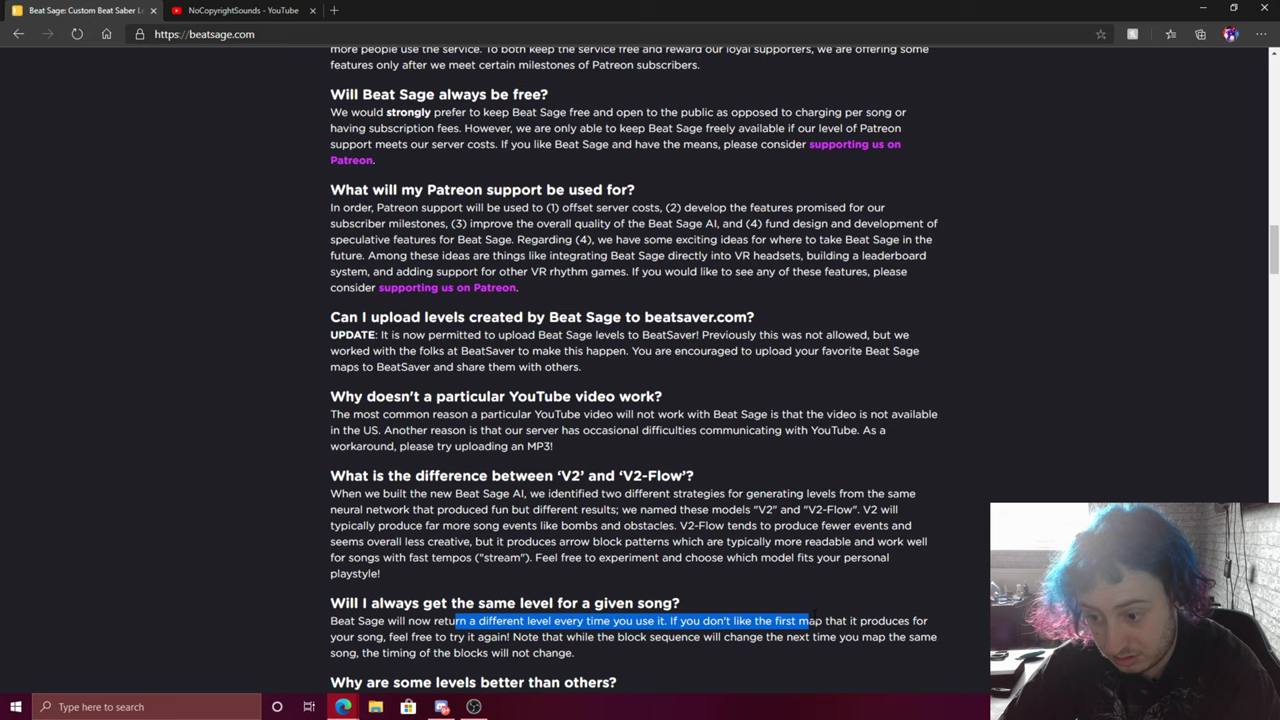 Beat Sage: Custom Beat Saber L
NoCopyrightSounds - YouTube
https://beatsage.com
more people use the service. To both keep the service free and reward our loyal supporters, we are offering some
features only after we meet certain milestones of Patreon subscribers.
Will Beat Sage always be free?
We would strongly prefer to keep Beat Sage free and open to the public as opposed to charging per song or
having subscription fees. However, we are only able to keep Beat Sage freely available if our level of Patreon
support meets our server costs. If you like Beat Sage and have the means, please consider supporting us on
Patreon.
What will my Patreon support be used for?
In order, Patreon support will be used to (1) offset server costs, (2) develop the features promised for our
subscriber milestones, (3) improve the overall quality of the Beat Sage AI, and (4) fund design and development of
speculative features for Beat Sage. Regarding (4), we have some exciting ideas for where to take Beat Sage in the
future. Among these ideas are things like integrating Beat Sage directly into VR headsets, building a leaderboard
system, and adding support for other VR rhythm games. If you would like to see any of these features, please
consider supporting us on Patreon.
Can I upload levels created by Beat Sage to beatsaver.com?
UPDATE: It is now permitted to upload Beat Sage levels to BeatSaver! Previously this was not allowed, but we
worked with the folks at BeatSaver to make this happen. You are encouraged to upload your favorite Beat Sage
maps to BeatSaver and share them with others.
Why doesn't a particular YouTube video work?
The most common reason a particular YouTube video will not work with Beat Sage is that the video is not available
in the US. Another reason is that our server has occasional difficulties communicating with YouTube. As a
workaround, please try uploading an MP3!
What is the difference between ‘V2’ and ‘V2-Flow’?
When we built the new Beat Sage AI, we identified two different strategies for generating levels from the same
neural network that produced fun but different results; we named these models "V2" and "V2-Flow". V2 will
typically produce far more song events like bombs and obstacles. V2-Flow tends to produce fewer events and
seems overall less creative, but it produces arrow block patterns which are typically more readable and work well
for songs with fast tempos ("stream"). Feel free to experiment and choose which model fits your personal
playstyle!
Will I always get the same level for a given song?
Beat Sage will now return a different level every time you use it. If you don't like the first map that it produces for
your song, feel free to try it again! Note that while the block sequence will change the next time you map the same
song, the timing of the blocks will not change.
Why are some levels better than others?
Type here to search